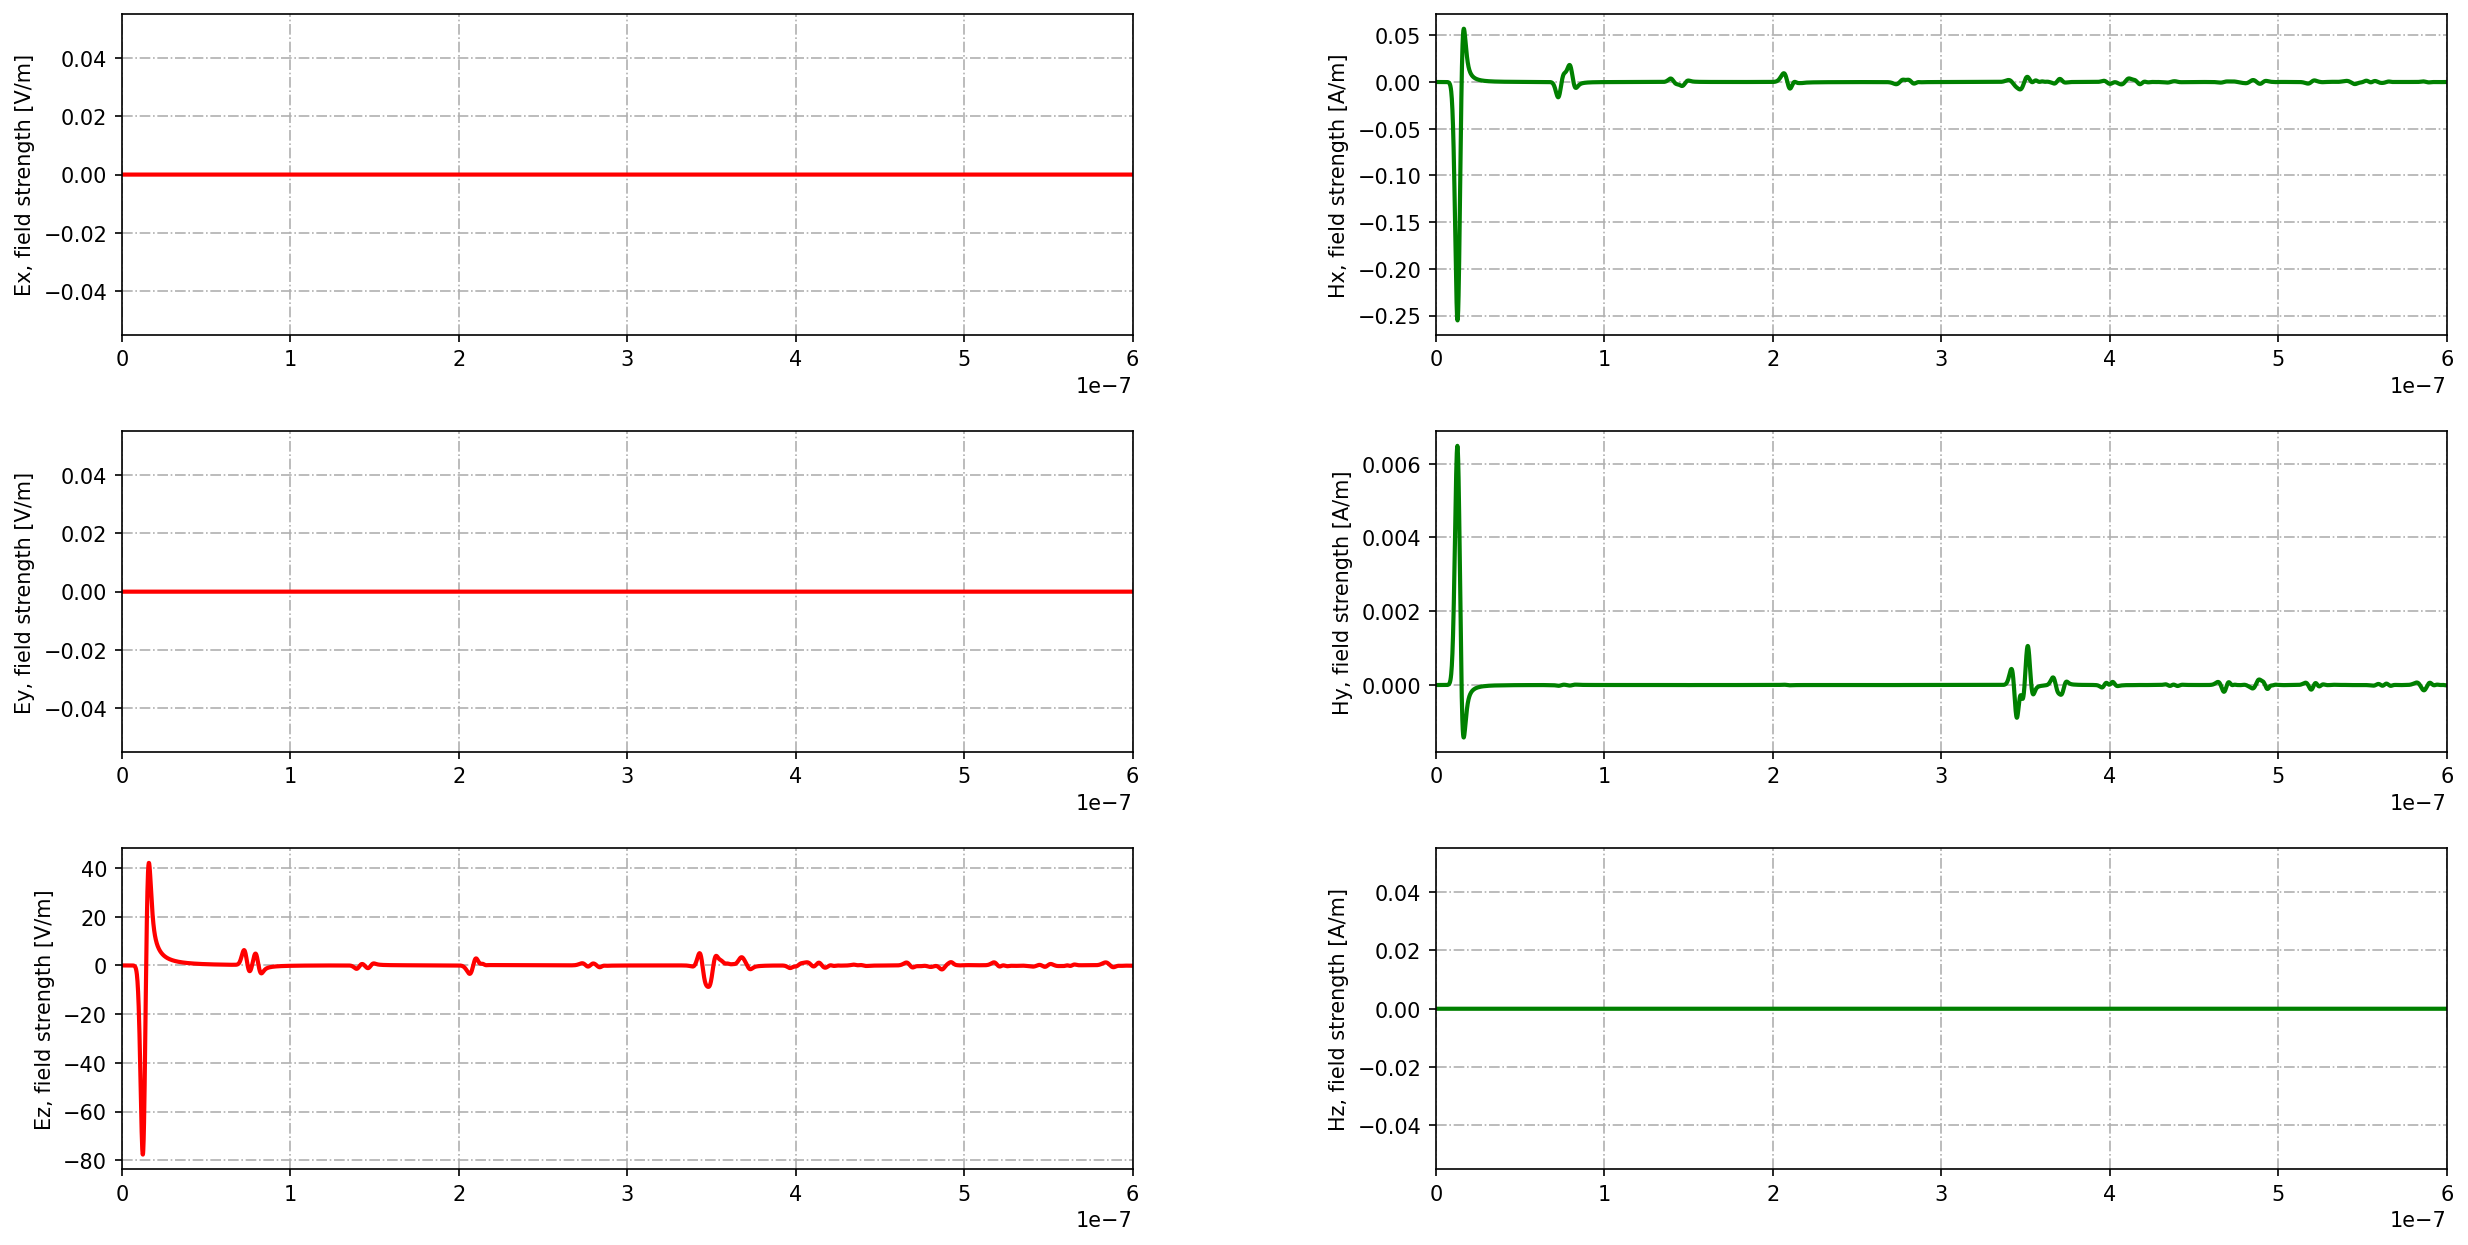 Ex, field strength [V/m]
0.04
0.02
0.00
−0.02
−0.04
0 1 2 3 4 5 6
1e−7
Hx, field strength [A/m]
0.05
0.00
−0.05
−0.10
−0.15
−0.20
−0.25
0 1 2 3 4 5 6
1e−7
Ey, field strength [V/m]
0.04
0.02
0.00
−0.02
−0.04
0 1 2 3 4 5 6
1e−7
Hy, field strength [A/m]
0.006
0.004
0.002
0.000
0 1 2 3 4 5 6
1e−7
Ez, field strength [V/m]
40
20
0
−20
−40
−60
−80
0 1 2 3 4 5 6
1e−7
Hz, field strength [A/m]
0.04
0.02
0.00
−0.02
−0.04
0 1 2 3 4 5 6
1e−7